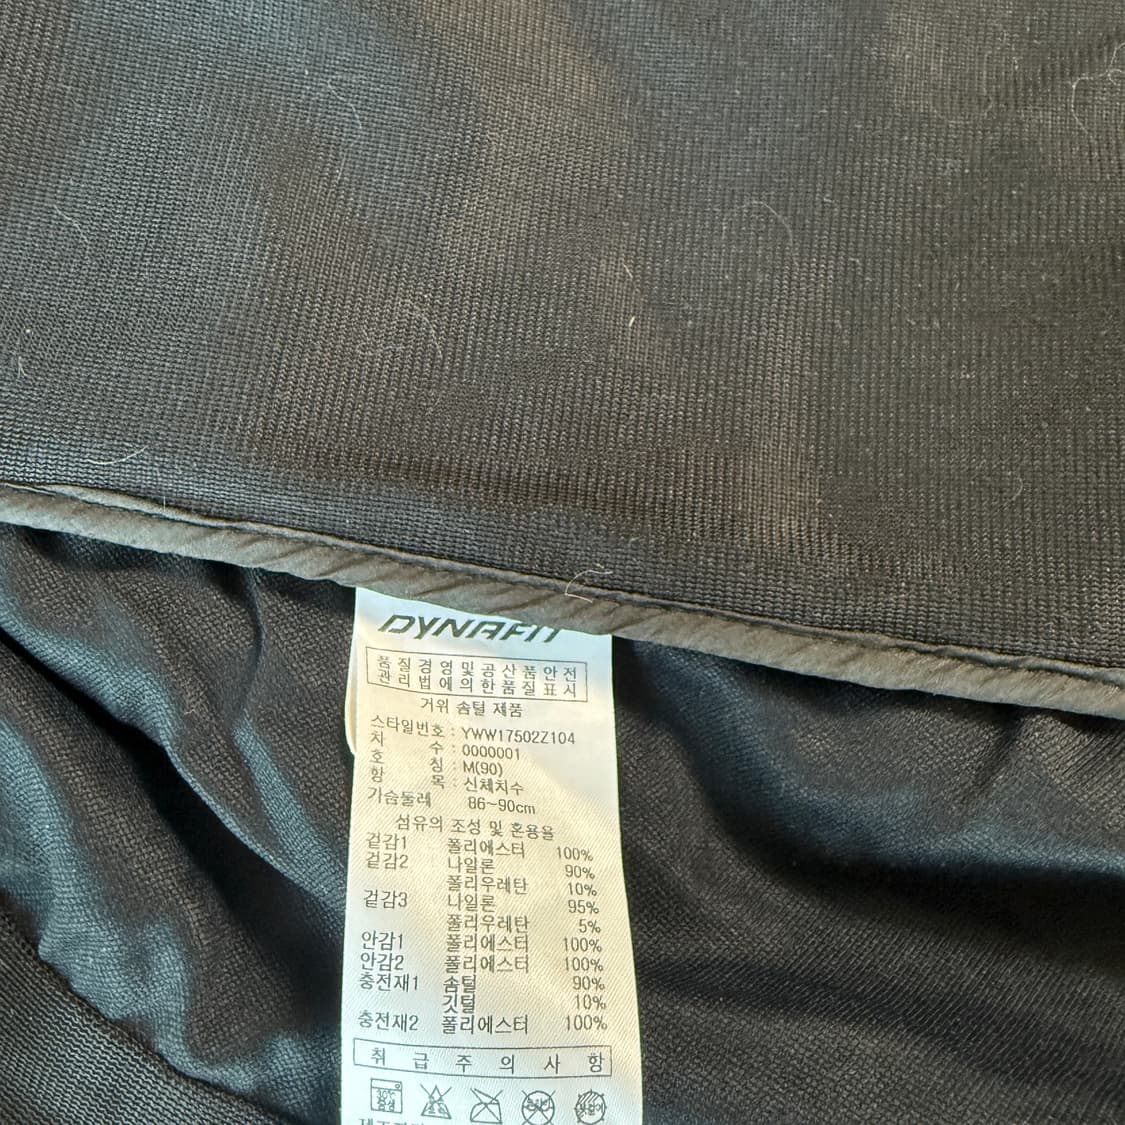 DYNAFIT
품질경영및공산품안전
관리법에의한품질표시
거위 솜털 제품
스타일번호 : YWW17502Z104
차 수 : 0000001
호 칭 : M(90)
항 목 : 신체치수
가슴둘레 86~90cm
섬유의 조성 및 혼용율
겉감1 폴리에스터 100%
겉감2 나일론 90%
폴리우레탄 10%
겉감3 나일론 95%
폴리우레탄 5%
안감1 폴리에스터 100%
안감2 폴리에스터 100%
충전재1 솜털 90%
깃털 10%
충전재2 폴리에스터 100%
취 급 주 의 사 항
30℃
중성